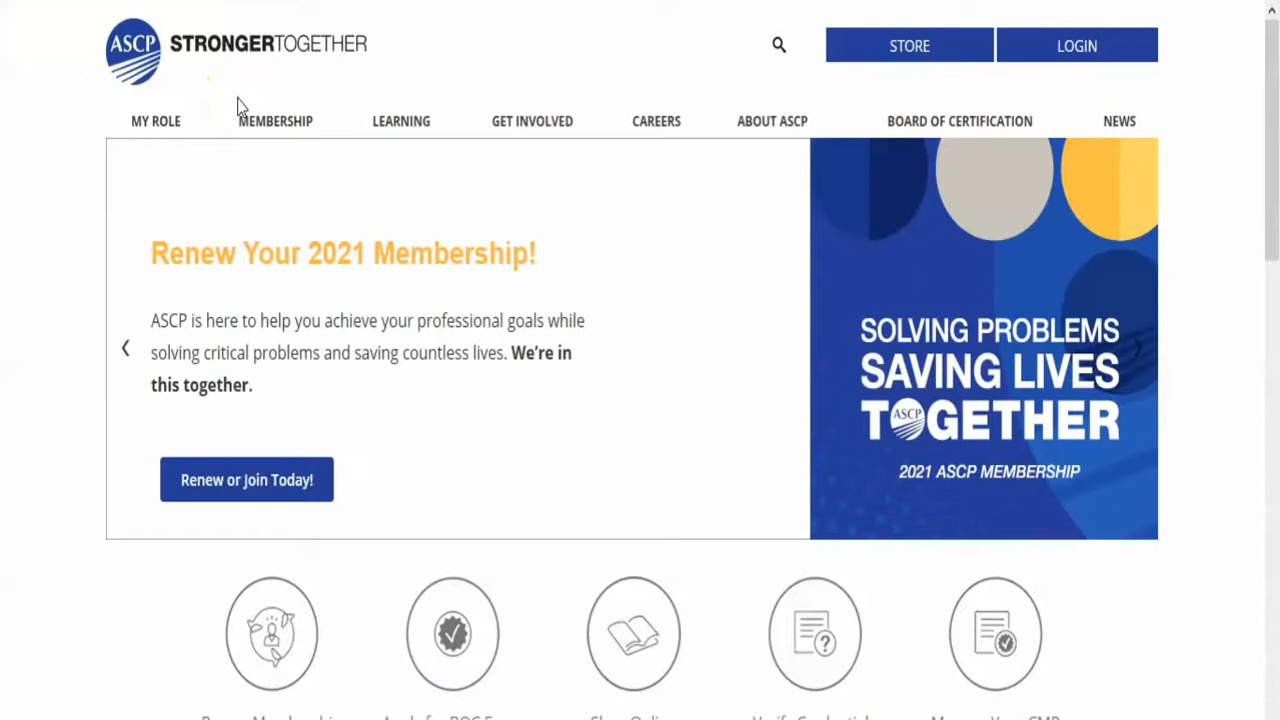 ASCP STRONGERTOGETHER
STORE
LOGIN
MY ROLE MEMBERSHIP LEARNING GET INVOLVED CAREERS ABOUT ASCP BOARD OF CERTIFICATION NEWS
Renew Your 2021 Membership!
ASCP is here to help you achieve your professional goals while
solving critical problems and saving countless lives. We're in
this together.
Renew or Join Today!
SOLVING PROBLEMS
SAVING LIVES
TOGETHER
ASCP
2021 ASCP MEMBERSHIP